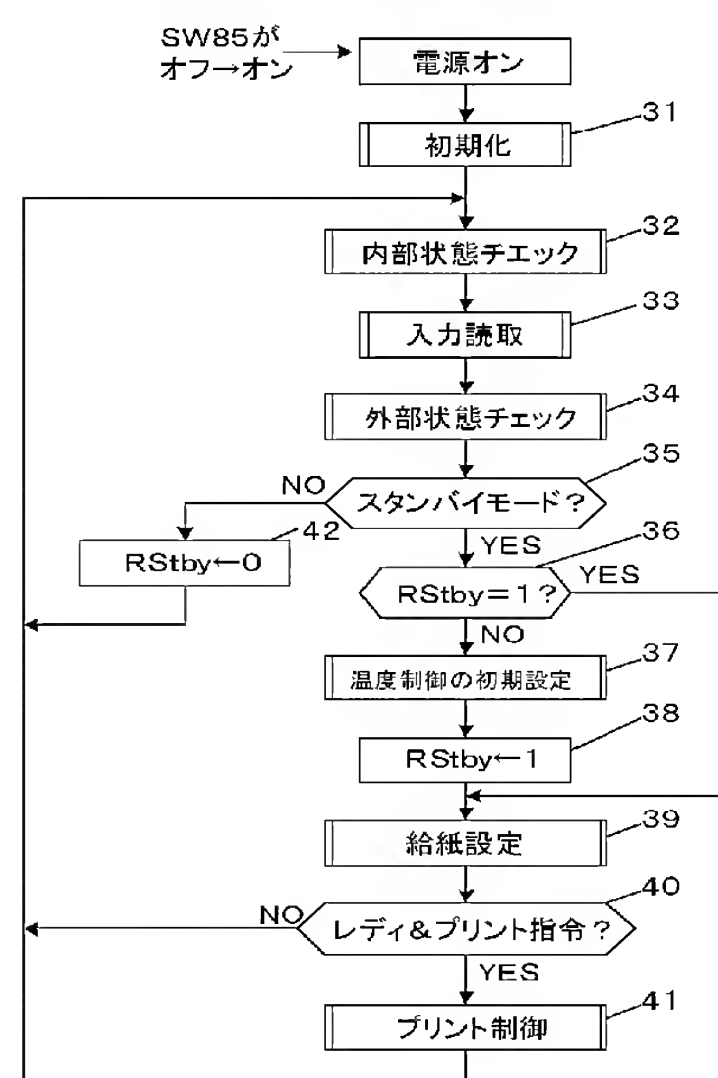 SW85が
オフ→オン
電源オン
31
初期化
32
内部状態チエック
33
入力読取
34
外部状態チェック
35
スタンバイモード？
NO
YES
42
RStby←0
36
RStby＝1？
YES
NO
37
温度制御の初期設定
38
RStby←1
39
給紙設定
40
レディ&プリント指令？
NO
YES
41
プリント制御